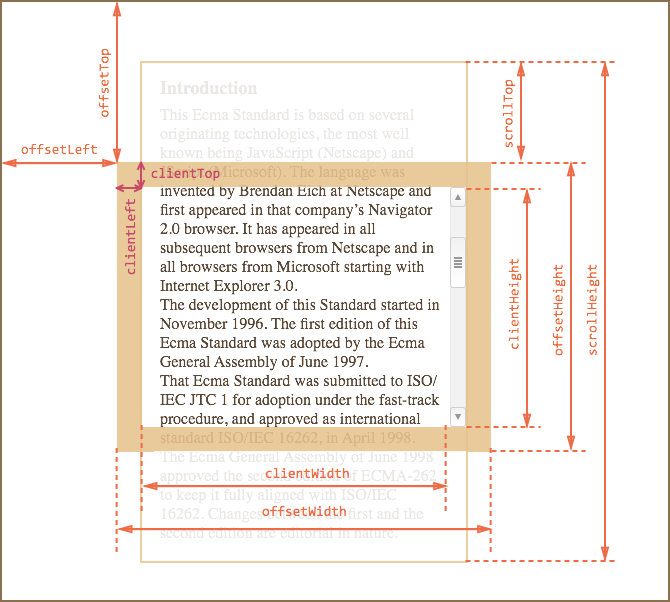 offsetTop
offsetLeft
scrollTop
clientTop
clientLeft
Introduction
This Ecma Standard is based on several
originating technologies, the most well
known being JavaScript (Netscape) and
(Microsoft). The language was
invented by Brendan Eich at Netscape and
first appeared in that company’s Navigator
2.0 browser. It has appeared in all
subsequent browsers from Netscape and in
all browsers from Microsoft starting with
Internet Explorer 3.0.
The development of this Standard started in
November 1996. The first edition of this
Ecma Standard was adopted by the Ecma
General Assembly of June 1997.
That Ecma Standard was submitted to ISO/
IEC JTC 1 for adoption under the fast-track
procedure, and approved as international
standard ISO/IEC 16262, in April 1998.
The Ecma General Assembly of June 1998
approved the second edition of ECMA-262
to keep it fully aligned with ISO/IEC
16262. Changes between the first and the
second edition are editorial in nature.
clientHeight
offsetHeight
scrollHeight
clientWidth
offsetWidth